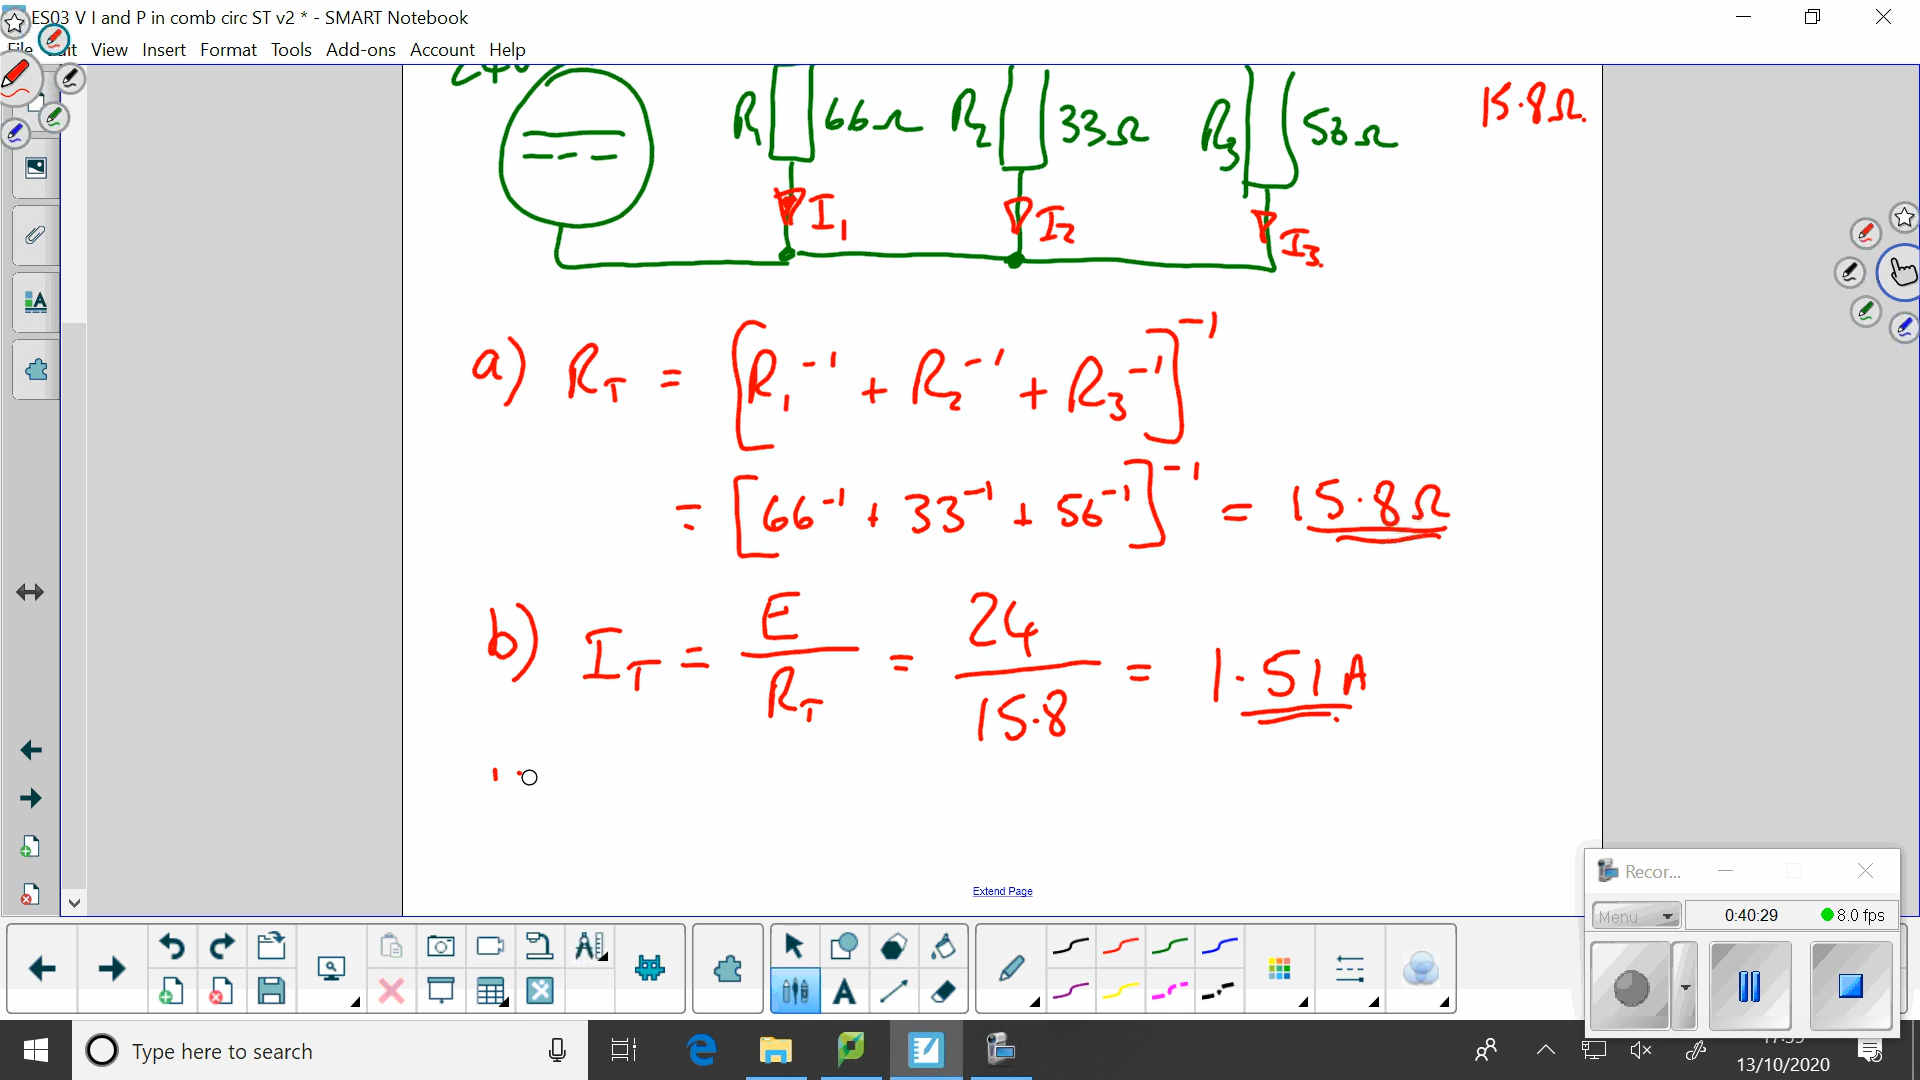 ES03 V I and P in comb circ ST v2 * - SMART Notebook
File Edit View Insert Format Tools Add-ons Account Help
R1 66Ω R2 33Ω R3 56Ω 15.8Ω.
I1 I2 I3.
a) RT = [R1⁻¹ + R2⁻¹ + R3⁻¹]⁻¹
= [66⁻¹ + 33⁻¹ + 56⁻¹]⁻¹ = 15.8Ω
b) IT = E/RT = 24/15.8 = 1.51A
Extend Page
Recor...
Menu 0:40:29 8.0 fps
Type here to search
13/10/2020